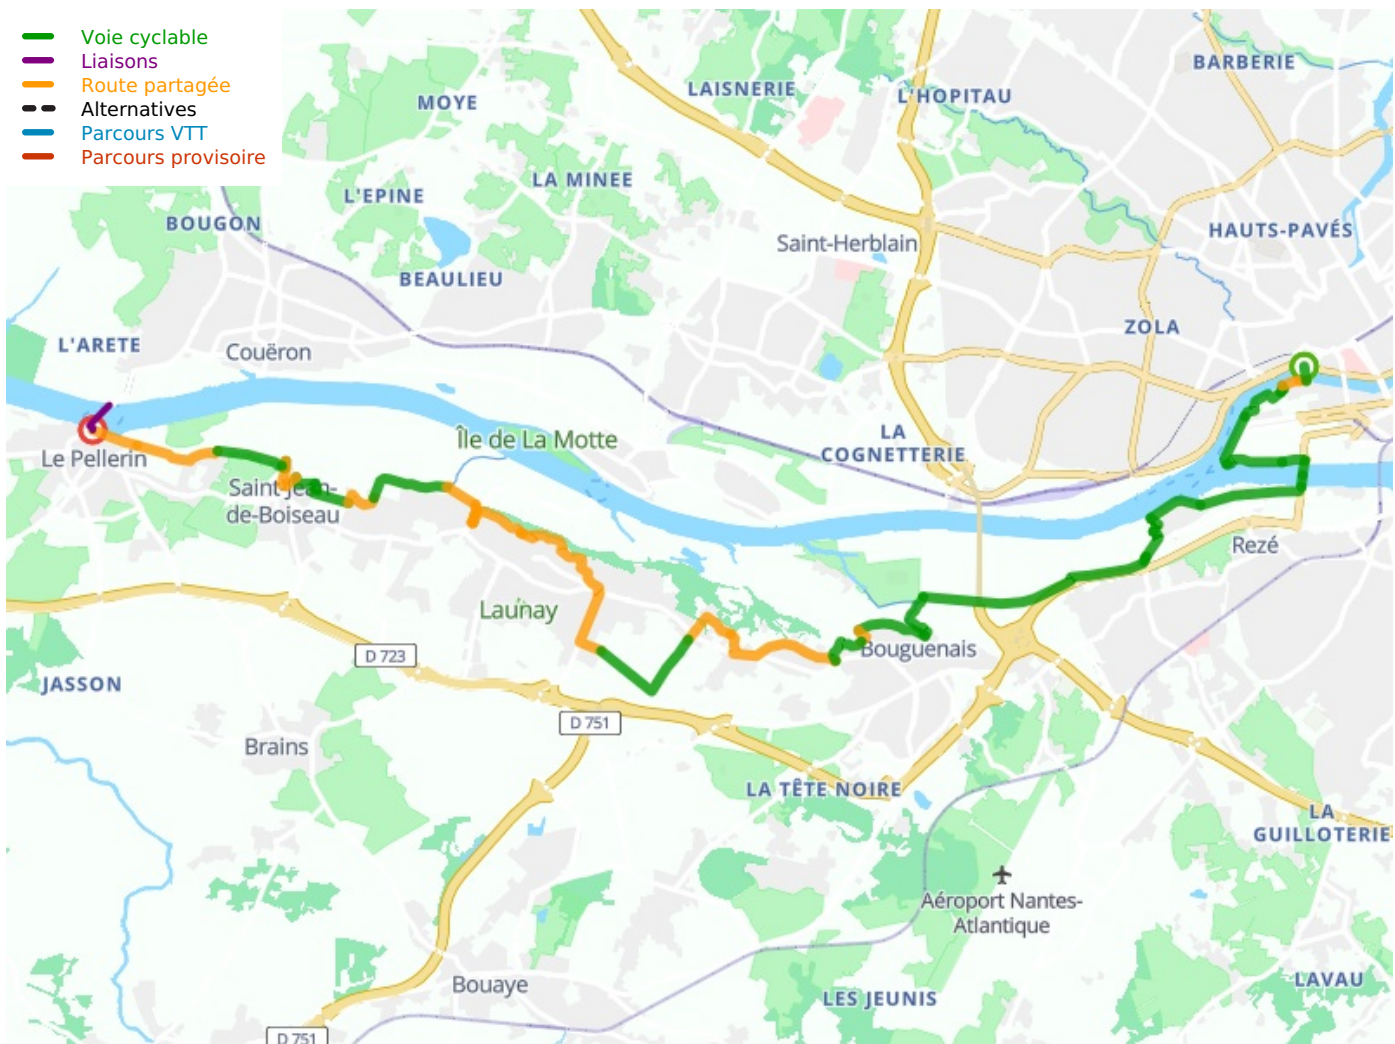 Voie cyclable
Liaisons
Route partagée
Alternatives
Parcours VTT
Parcours provisoire
BARBERIE
LAISNERIE
L'HOPITAU
MOYE
LA MINEE
L'EPINE
BOUGON
HAUTS-PAVÉS
Saint-Herblain
BEAULIEU
ZOLA
L'ARETE
Couëron
Île de La Motte
LA
COGNETTERIE
Le Pellerin
Saint-Jean-
de-Boiseau
Rezé
Launay
Bouguenais
D 723
JASSON
D 751
Brains
LA TÊTE NOIRE
LA
GUILLOTERIE
Aéroport Nantes-
Atlantique
Bouaye
LAVAU
LES JEUNIS
D 751